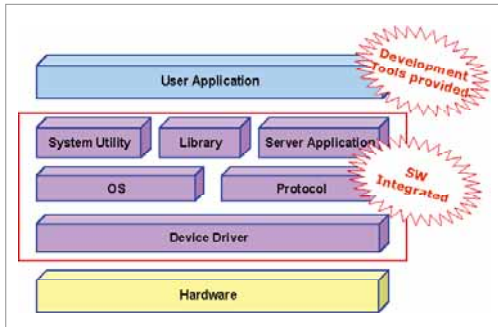 Development
Tools provided
User Application
System Utility
Library
Server Application
SW
Integrated
OS
Protocol
Device Driver
Hardware